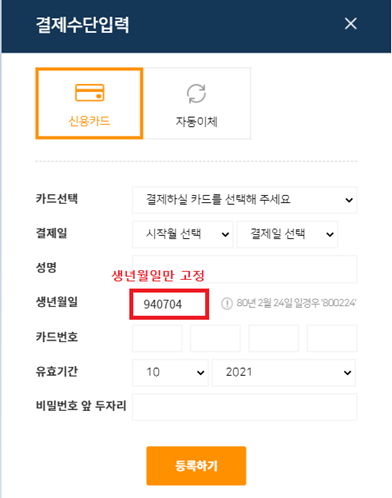 결제수단입력
신용카드
자동이체
카드선택 결제하실 카드를 선택해 주세요
결제일 시작월 선택 결제일 선택
성명
생년월일만 고정
생년월일 940704 80년 2월 24일 일경우 '800224'
카드번호
유효기간 10 2021
비밀번호 앞 두자리
등록하기